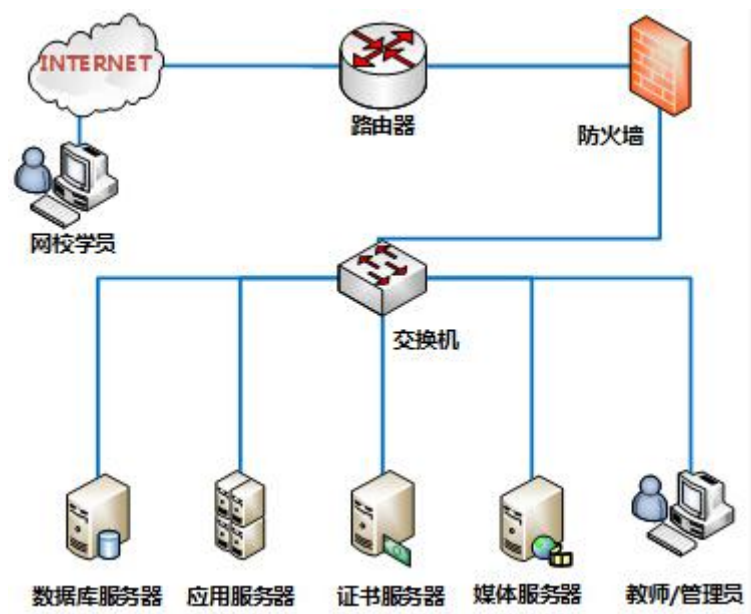 INTERNET
路由器
防火墙
网校学员
交换机
数据库服务器
应用服务器
证书服务器
媒体服务器
教师/管理员